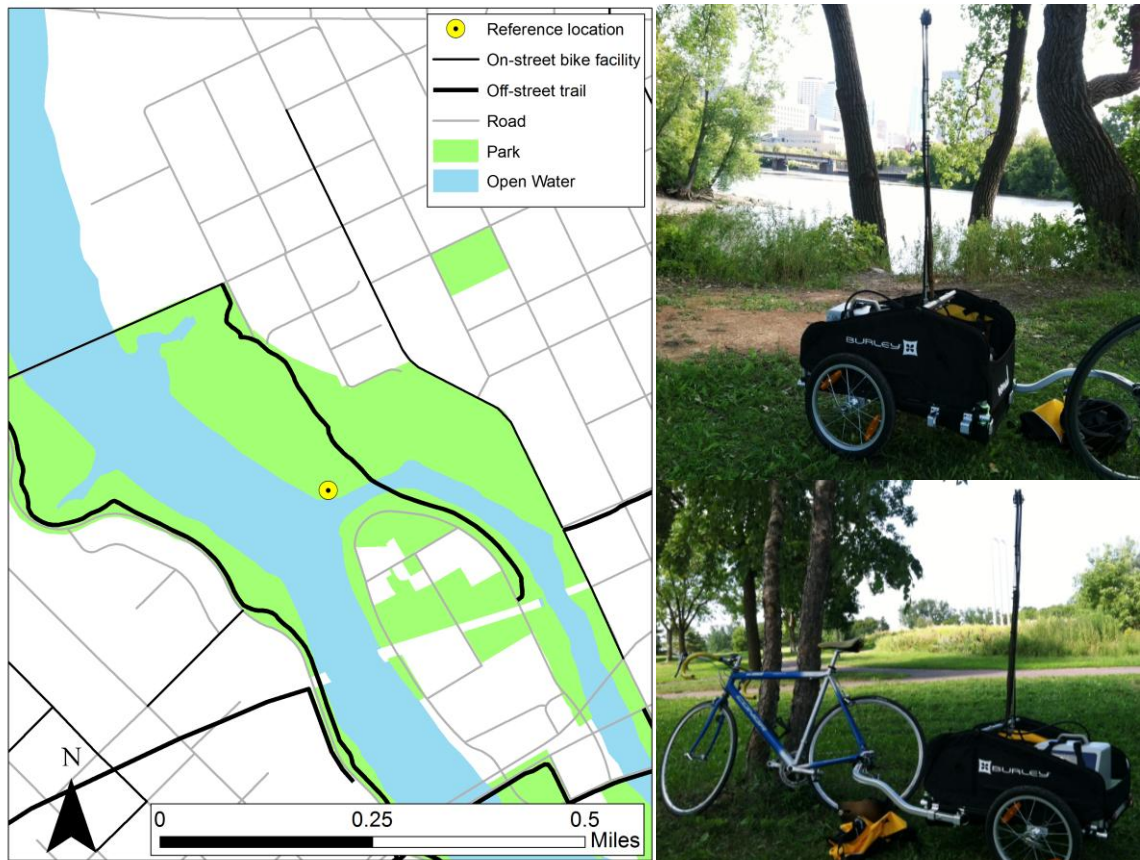 Reference location
On-street bike facility
Off-street trail
Road
Park
Open Water
N
0 0.25 0.5
Miles
BURLEY
BURLEY